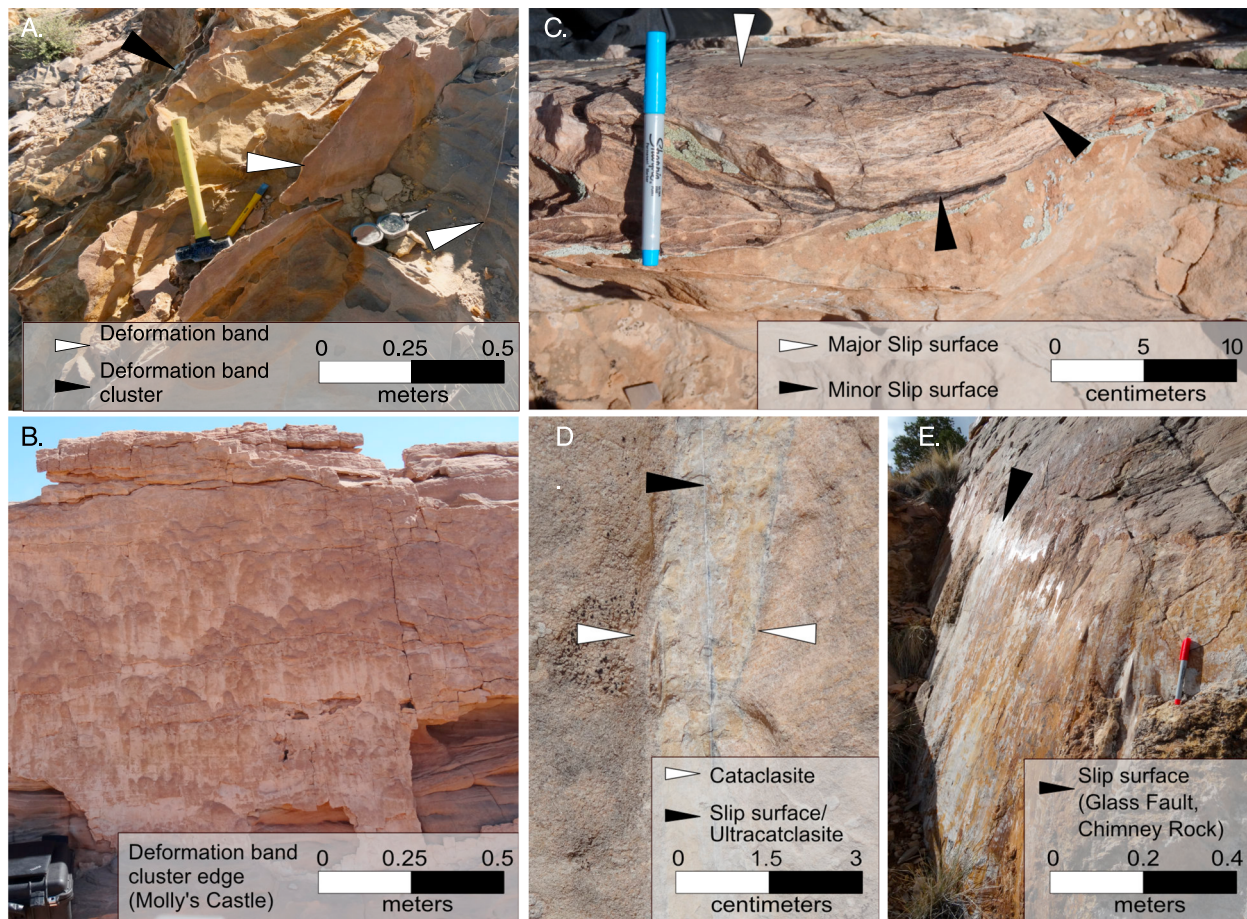 A.
Deformation band
Deformation band
cluster
0 0.25 0.5
meters
C.
Sharpie
Major Slip surface
Minor Slip surface
0 5 10
centimeters
B.
Deformation band
cluster edge
(Molly's Castle)
0 0.25 0.5
meters
D
.
Cataclasite
Slip surface/
Ultracatclasite
0 1.5 3
centimeters
E.
Slip surface
(Glass Fault,
Chimney Rock)
0 0.2 0.4
meters